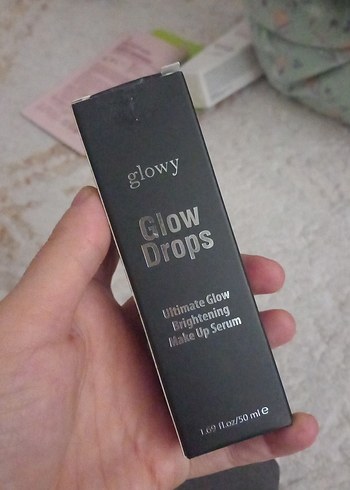 glowy
Glow
Drops
Ultimate Glow
Brightening
Make Up Serum
1.69 fl.oz/50 ml ℮